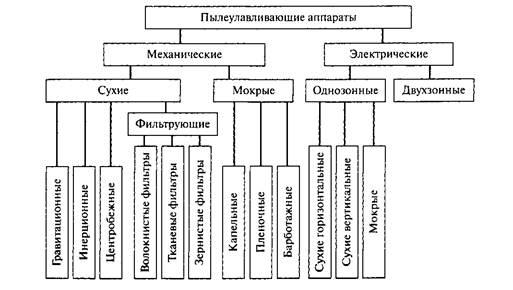 Пылеулавливающие аппараты
Механические
Электрические
Сухие
Мокрые
Однозонные
Двухзонные
Фильтрующие
Гравитационные
Инерционные
Центробежные
Волокнистые фильтры
Тканевые фильтры
Зернистые фильтры
Капельные
Пленочные
Барботажные
Сухие горизонтальные
Сухие вертикальные
Мокрые